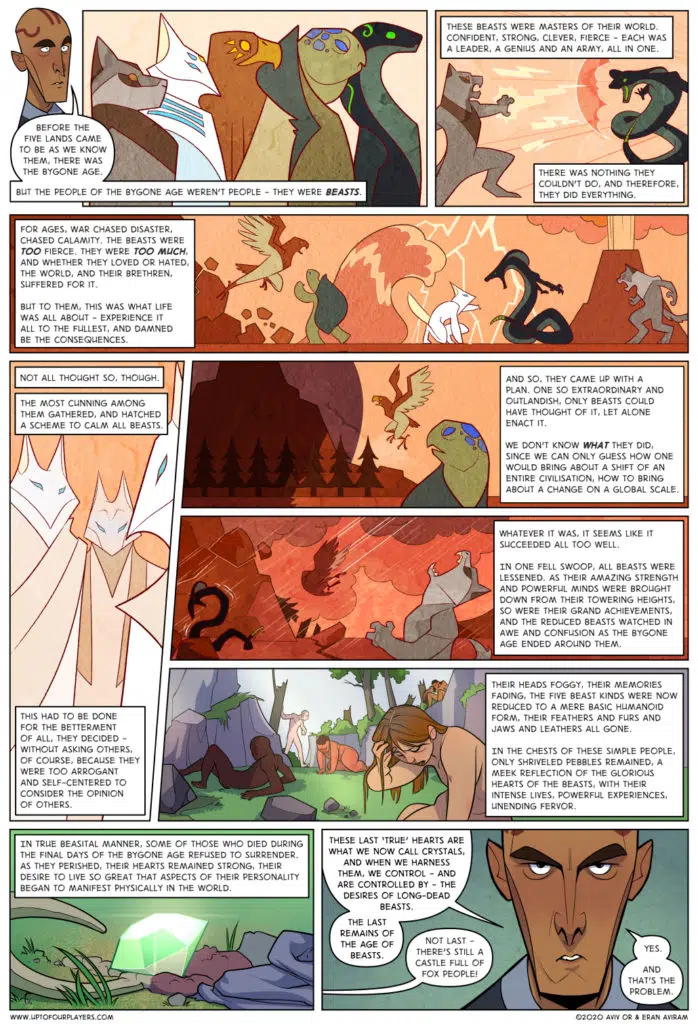 BEFORE THE
FIVE LANDS CAME
TO BE AS WE KNOW
THEM, THERE WAS
THE BYGONE AGE.
BUT THE PEOPLE OF THE BYGONE AGE WEREN'T PEOPLE – THEY WERE BEASTS.
THESE BEASTS WERE MASTERS OF THEIR WORLD.
CONFIDENT, STRONG, CLEVER, FIERCE – EACH WAS
A LEADER, A GENIUS AND AN ARMY, ALL IN ONE.
THERE WAS NOTHING THEY
COULDN'T DO, AND THEREFORE,
THEY DID EVERYTHING.
FOR AGES, WAR CHASED DISASTER,
CHASED CALAMITY. THE BEASTS WERE
TOO FIERCE. THEY WERE TOO MUCH,
AND WHETHER THEY LOVED OR HATED,
THE WORLD, AND THEIR BRETHREN,
SUFFERED FOR IT.
BUT TO THEM, THIS WAS WHAT LIFE
WAS ALL ABOUT – EXPERIENCE IT
ALL TO THE FULLEST, AND DAMNED
BE THE CONSEQUENCES.
NOT ALL THOUGHT SO, THOUGH.
THE MOST CUNNING AMONG
THEM GATHERED, AND HATCHED
A SCHEME TO CALM ALL BEASTS.
THIS HAD TO BE DONE
FOR THE BETTERMENT
OF ALL, THEY DECIDED –
WITHOUT ASKING OTHERS,
OF COURSE, BECAUSE THEY
WERE TOO ARROGANT
AND SELF-CENTERED TO
CONSIDER THE OPINION
OF OTHERS.
AND SO, THEY CAME UP WITH A
PLAN. ONE SO EXTRAORDINARY AND
OUTLANDISH, ONLY BEASTS COULD
HAVE THOUGHT OF IT, LET ALONE
ENACT IT.
WE DON'T KNOW WHAT THEY DID,
SINCE WE CAN ONLY GUESS HOW ONE
WOULD BRING ABOUT A SHIFT OF AN
ENTIRE CIVILISATION, HOW TO BRING
ABOUT A CHANGE ON A GLOBAL SCALE.
WHATEVER IT WAS, IT SEEMS LIKE IT
SUCCEEDED ALL TOO WELL.
IN ONE FELL SWOOP, ALL BEASTS WERE
LESSENED. AS THEIR AMAZING STRENGTH
AND POWERFUL MINDS WERE BROUGHT
DOWN FROM THEIR TOWERING HEIGHTS,
SO WERE THEIR GRAND ACHIEVEMENTS,
AND THE REDUCED BEASTS WATCHED IN
AWE AND CONFUSION AS THE BYGONE
AGE ENDED AROUND THEM.
THEIR HEADS FOGGY, THEIR MEMORIES
FADING, THE FIVE BEAST KINDS WERE NOW
REDUCED TO A MERE BASIC HUMANOID
FORM, THEIR FEATHERS AND FURS AND
JAWS AND LEATHERS ALL GONE.
IN THE CHESTS OF THESE SIMPLE PEOPLE,
ONLY SHRIVELED PEBBLES REMAINED, A
MEEK REFLECTION OF THE GLORIOUS
HEARTS OF THE BEASTS, WITH THEIR
INTENSE LIVES, POWERFUL EXPERIENCES,
UNENDING FERVOR.
IN TRUE BEASITAL MANNER, SOME OF THOSE WHO DIED DURING
THE FINAL DAYS OF THE BYGONE AGE REFUSED TO SURRENDER.
AS THEY PERISHED, THEIR HEARTS REMAINED STRONG, THEIR
DESIRE TO LIVE SO GREAT THAT ASPECTS OF THEIR PERSONALITY
BEGAN TO MANIFEST PHYSICALLY IN THE WORLD.
THESE LAST 'TRUE' HEARTS ARE
WHAT WE NOW CALL CRYSTALS,
AND WHEN WE HARNESS
THEM, WE CONTROL – AND
ARE CONTROLLED BY – THE
DESIRES OF LONG-DEAD
BEASTS.
THE LAST
REMAINS OF
THE AGE OF
BEASTS.
NOT LAST –
THERE'S STILL A
CASTLE FULL OF
FOX PEOPLE!
YES.
AND
THAT'S THE
PROBLEM.
WWW.UPTOFOURPLAYERS.COM
©2020 AVIV OR & ERAN AVIRAM